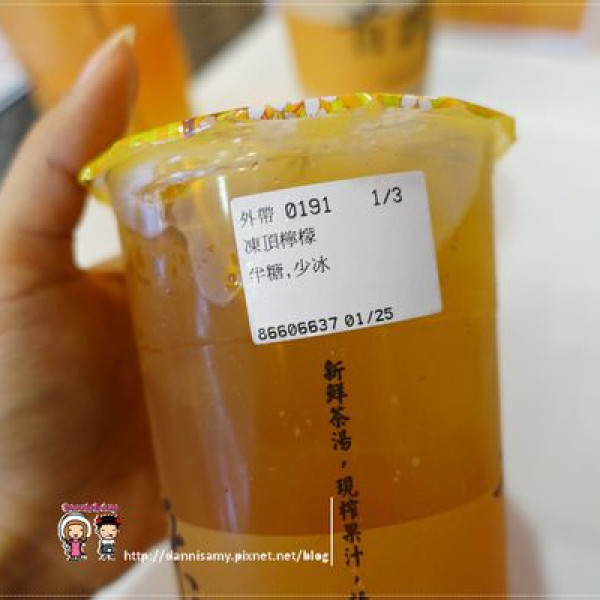 外帶 0191 1/3
凍頂檸檬
半糖,少冰
86606637 01/25
新鮮茶湯，現榨果汁，
http://dannisamy.pixnet.net/blog